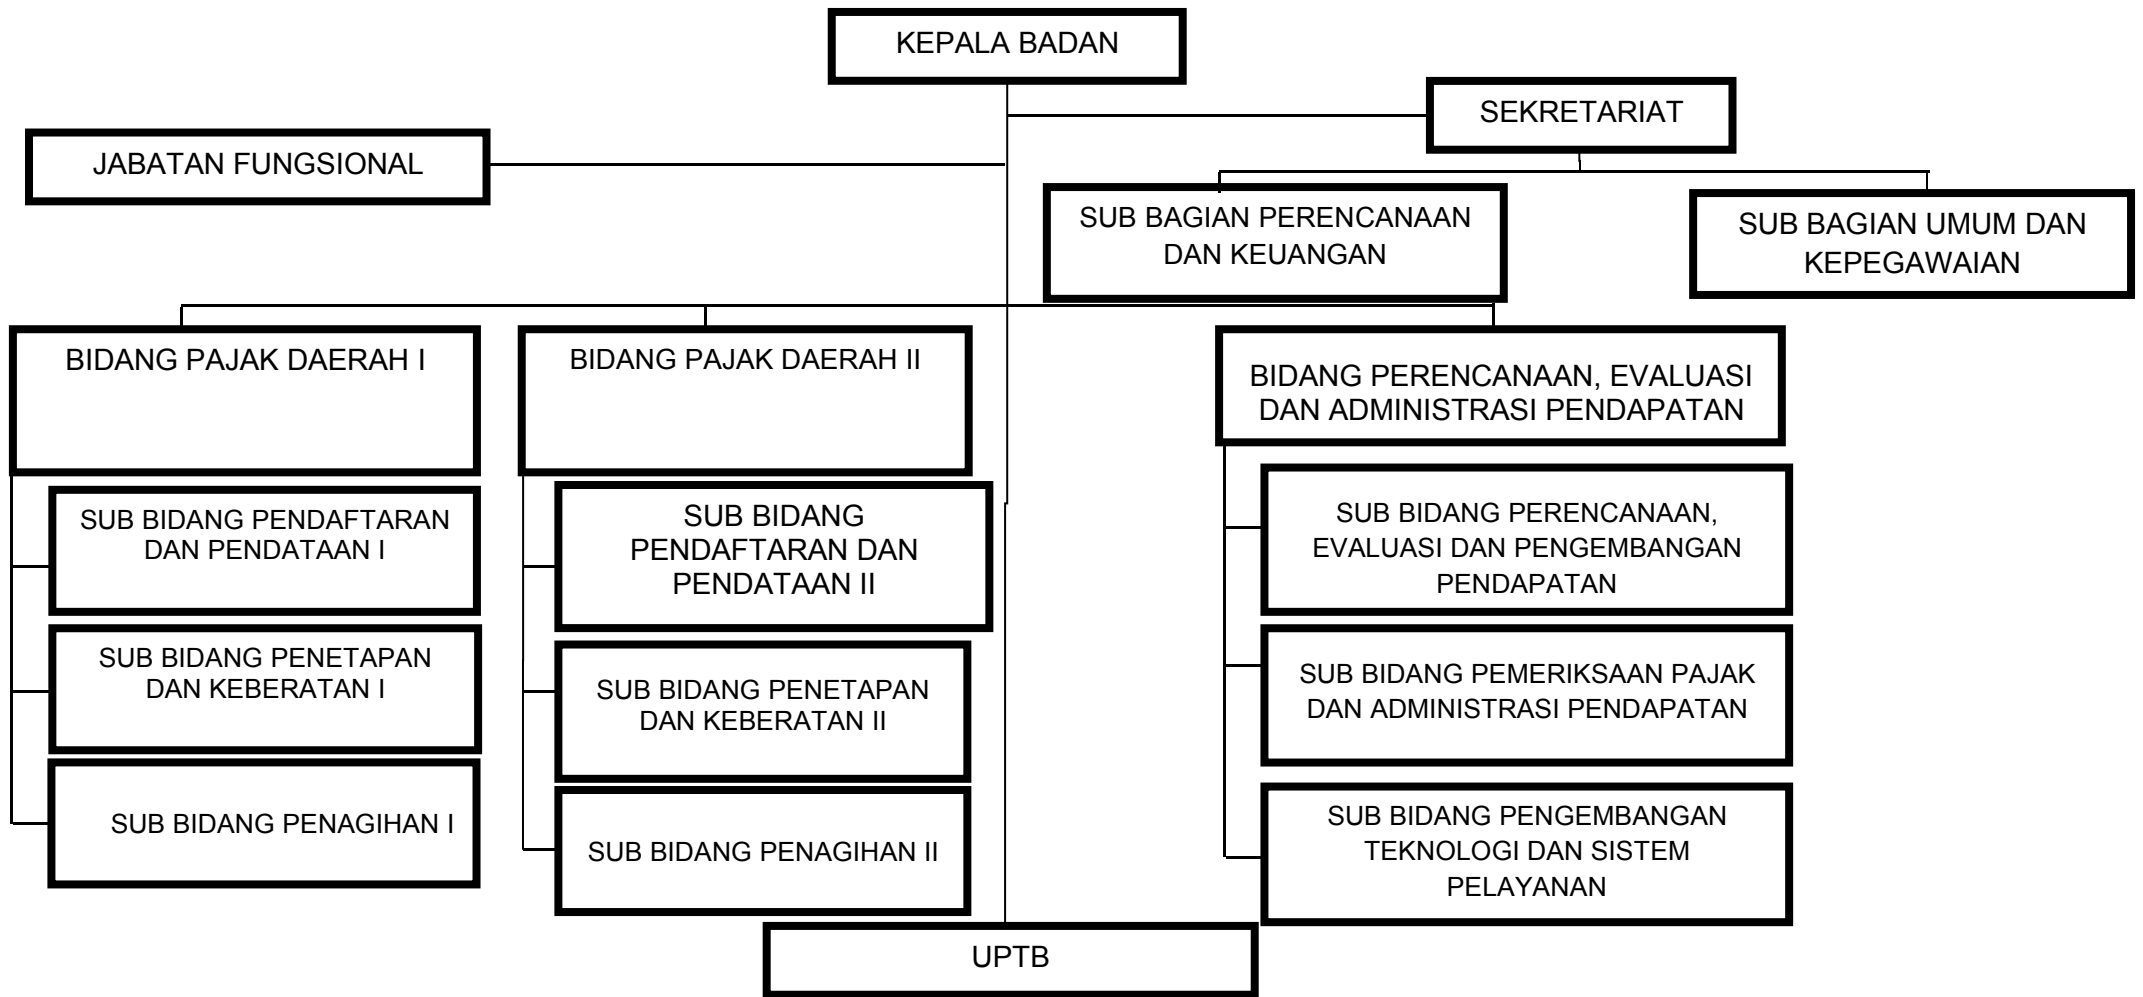 KEPALA BADAN
SEKRETARIAT
JABATAN FUNGSIONAL
SUB BAGIAN PERENCANAAN
DAN KEUANGAN
SUB BAGIAN UMUM DAN
KEPEGAWAIAN
BIDANG PAJAK DAERAH I
BIDANG PAJAK DAERAH II
BIDANG PERENCANAAN, EVALUASI
DAN ADMINISTRASI PENDAPATAN
SUB BIDANG PENDAFTARAN
DAN PENDATAAN I
SUB BIDANG PENETAPAN
DAN KEBERATAN I
SUB BIDANG PENAGIHAN I
SUB BIDANG
PENDAFTARAN DAN
PENDATAAN II
SUB BIDANG PENETAPAN
DAN KEBERATAN II
SUB BIDANG PENAGIHAN II
SUB BIDANG PERENCANAAN,
EVALUASI DAN PENGEMBANGAN
PENDAPATAN
SUB BIDANG PEMERIKSAAN PAJAK
DAN ADMINISTRASI PENDAPATAN
SUB BIDANG PENGEMBANGAN
TEKNOLOGI DAN SISTEM
PELAYANAN
UPTB